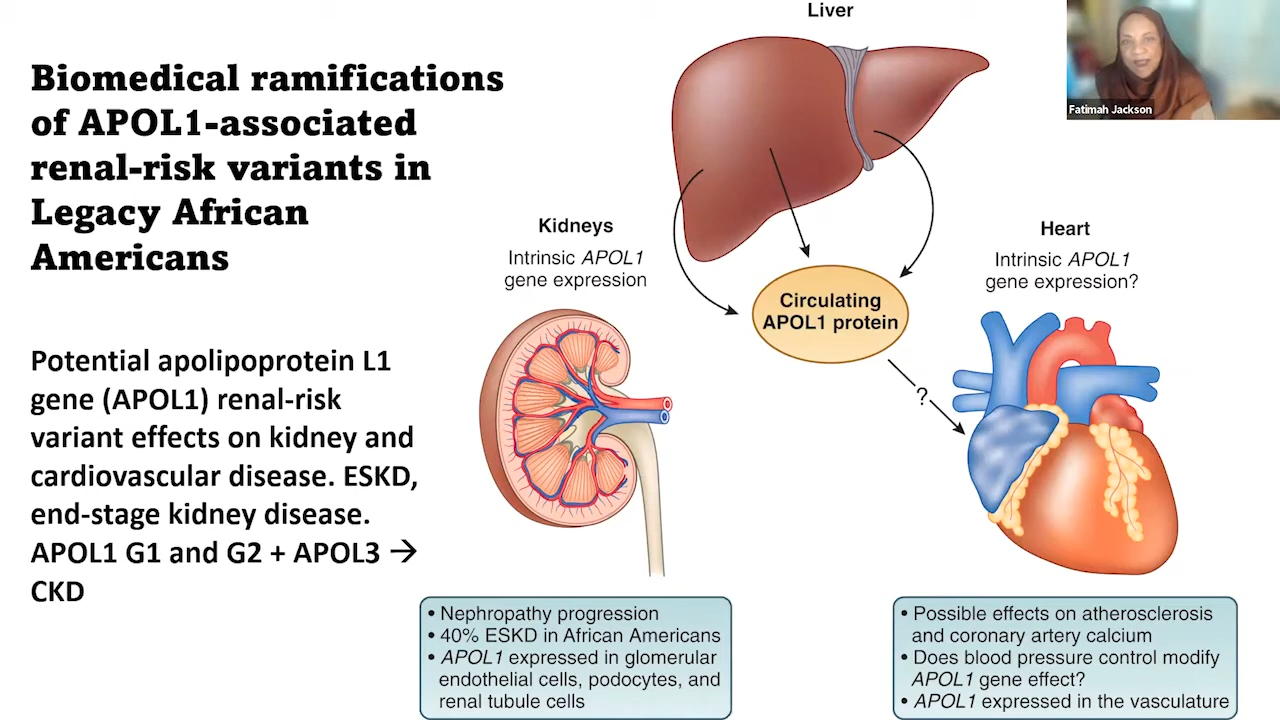 Biomedical ramifications
of APOL1-associated
renal-risk variants in
Legacy African
Americans
Potential apolipoprotein L1
gene (APOL1) renal-risk
variant effects on kidney and
cardiovascular disease. ESKD,
end-stage kidney disease.
APOL1 G1 and G2 + APOL3 →
CKD
Liver
Fatimah Jackson
Kidneys
Intrinsic APOL1
gene expression
Circulating
APOL1 protein
Heart
Intrinsic APOL1
gene expression?
?
• Nephropathy progression
• 40% ESKD in African Americans
• APOL1 expressed in glomerular
endothelial cells, podocytes, and
renal tubule cells
• Possible effects on atherosclerosis
and coronary artery calcium
• Does blood pressure control modify
APOL1 gene effect?
• APOL1 expressed in the vasculature